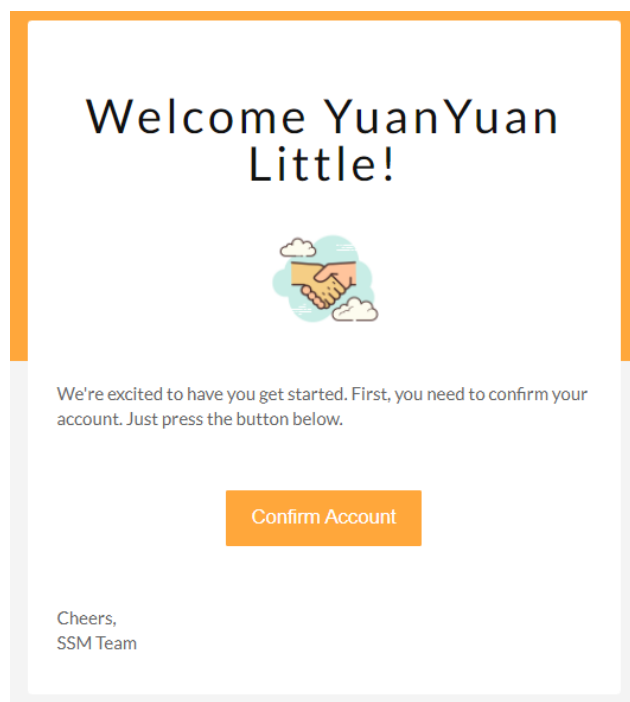 Welcome YuanYuan
Little!
We're excited to have you get started. First, you need to confirm your
account. Just press the button below.
Confirm Account
Cheers,
SSM Team